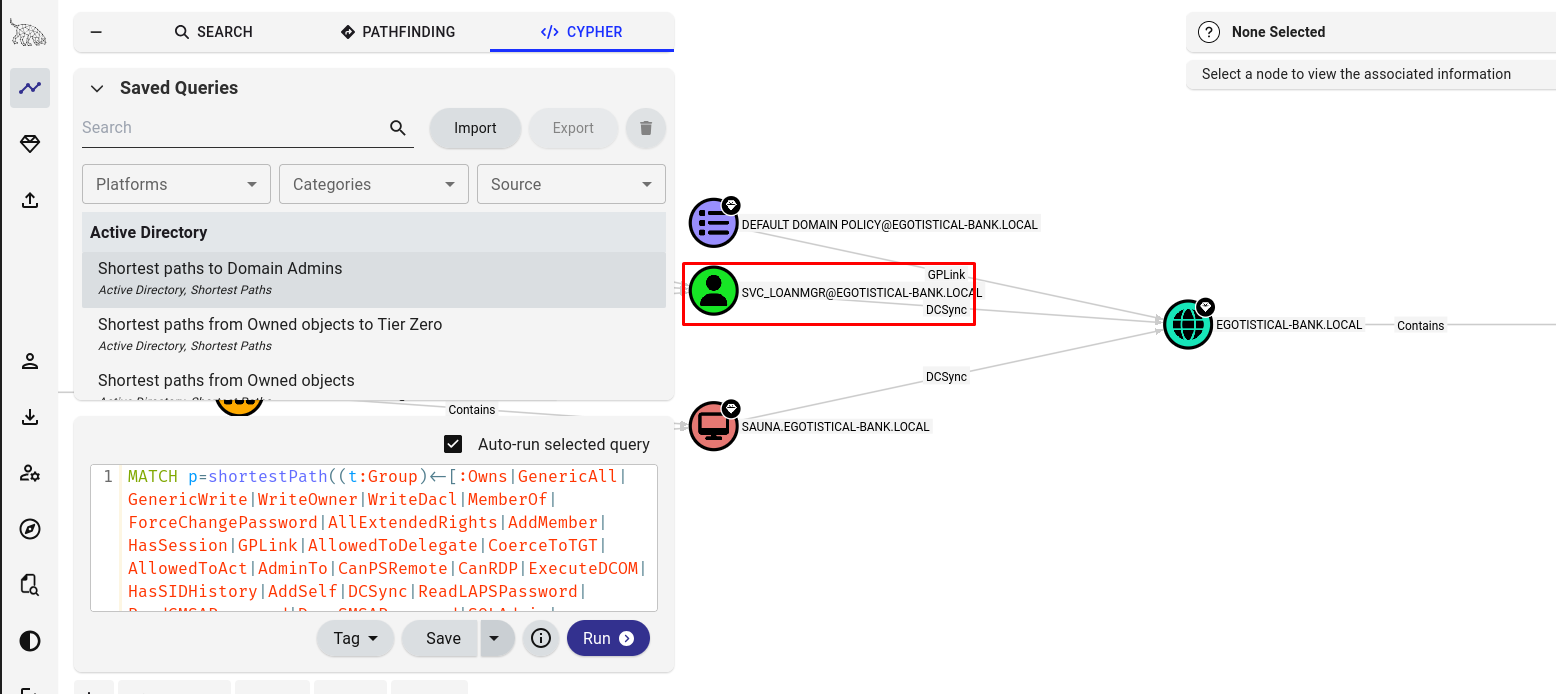 SEARCH
PATHFINDING
</> CYPHER
Saved Queries
Search
Import
Export
Platforms
Categories
Source
Active Directory
Shortest paths to Domain Admins
Active Directory, Shortest Paths
Shortest paths from Owned objects to Tier Zero
Active Directory, Shortest Paths
Shortest paths from Owned objects
Active Directory, Shortest Paths
Contains
Auto-run selected query
1 MATCH p=shortestPath((t:Group)<-[:Owns|GenericAll|
GenericWrite|WriteOwner|WriteDacl|MemberOf|
ForceChangePassword|AllExtendedRights|AddMember|
HasSession|GPLink|AllowedToDelegate|CoerceToTGT|
AllowedToAct|AdminTo|CanPSRemote|CanRDP|ExecuteDCOM|
HasSIDHistory|AddSelf|DCSync|ReadLAPSPassword|
Tag
Save
Run
DEFAULT DOMAIN POLICY@EGOTISTICAL-BANK.LOCAL
GPLink
SVC_LOANMGR@EGOTISTICAL-BANK.LOCAL
DCSync
EGOTISTICAL-BANK.LOCAL
Contains
DCSync
SAUNA.EGOTISTICAL-BANK.LOCAL
? None Selected
Select a node to view the associated information